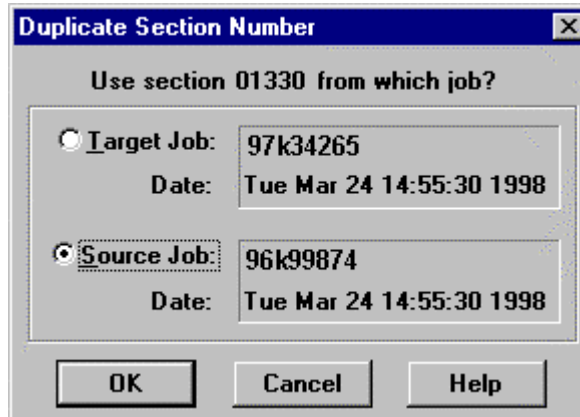 Duplicate Section Number
Use section 01330 from which job?
Target Job: 97k34265
Date: Tue Mar 24 14:55:30 1998
Source Job: 96k99874
Date: Tue Mar 24 14:55:30 1998
OK Cancel Help